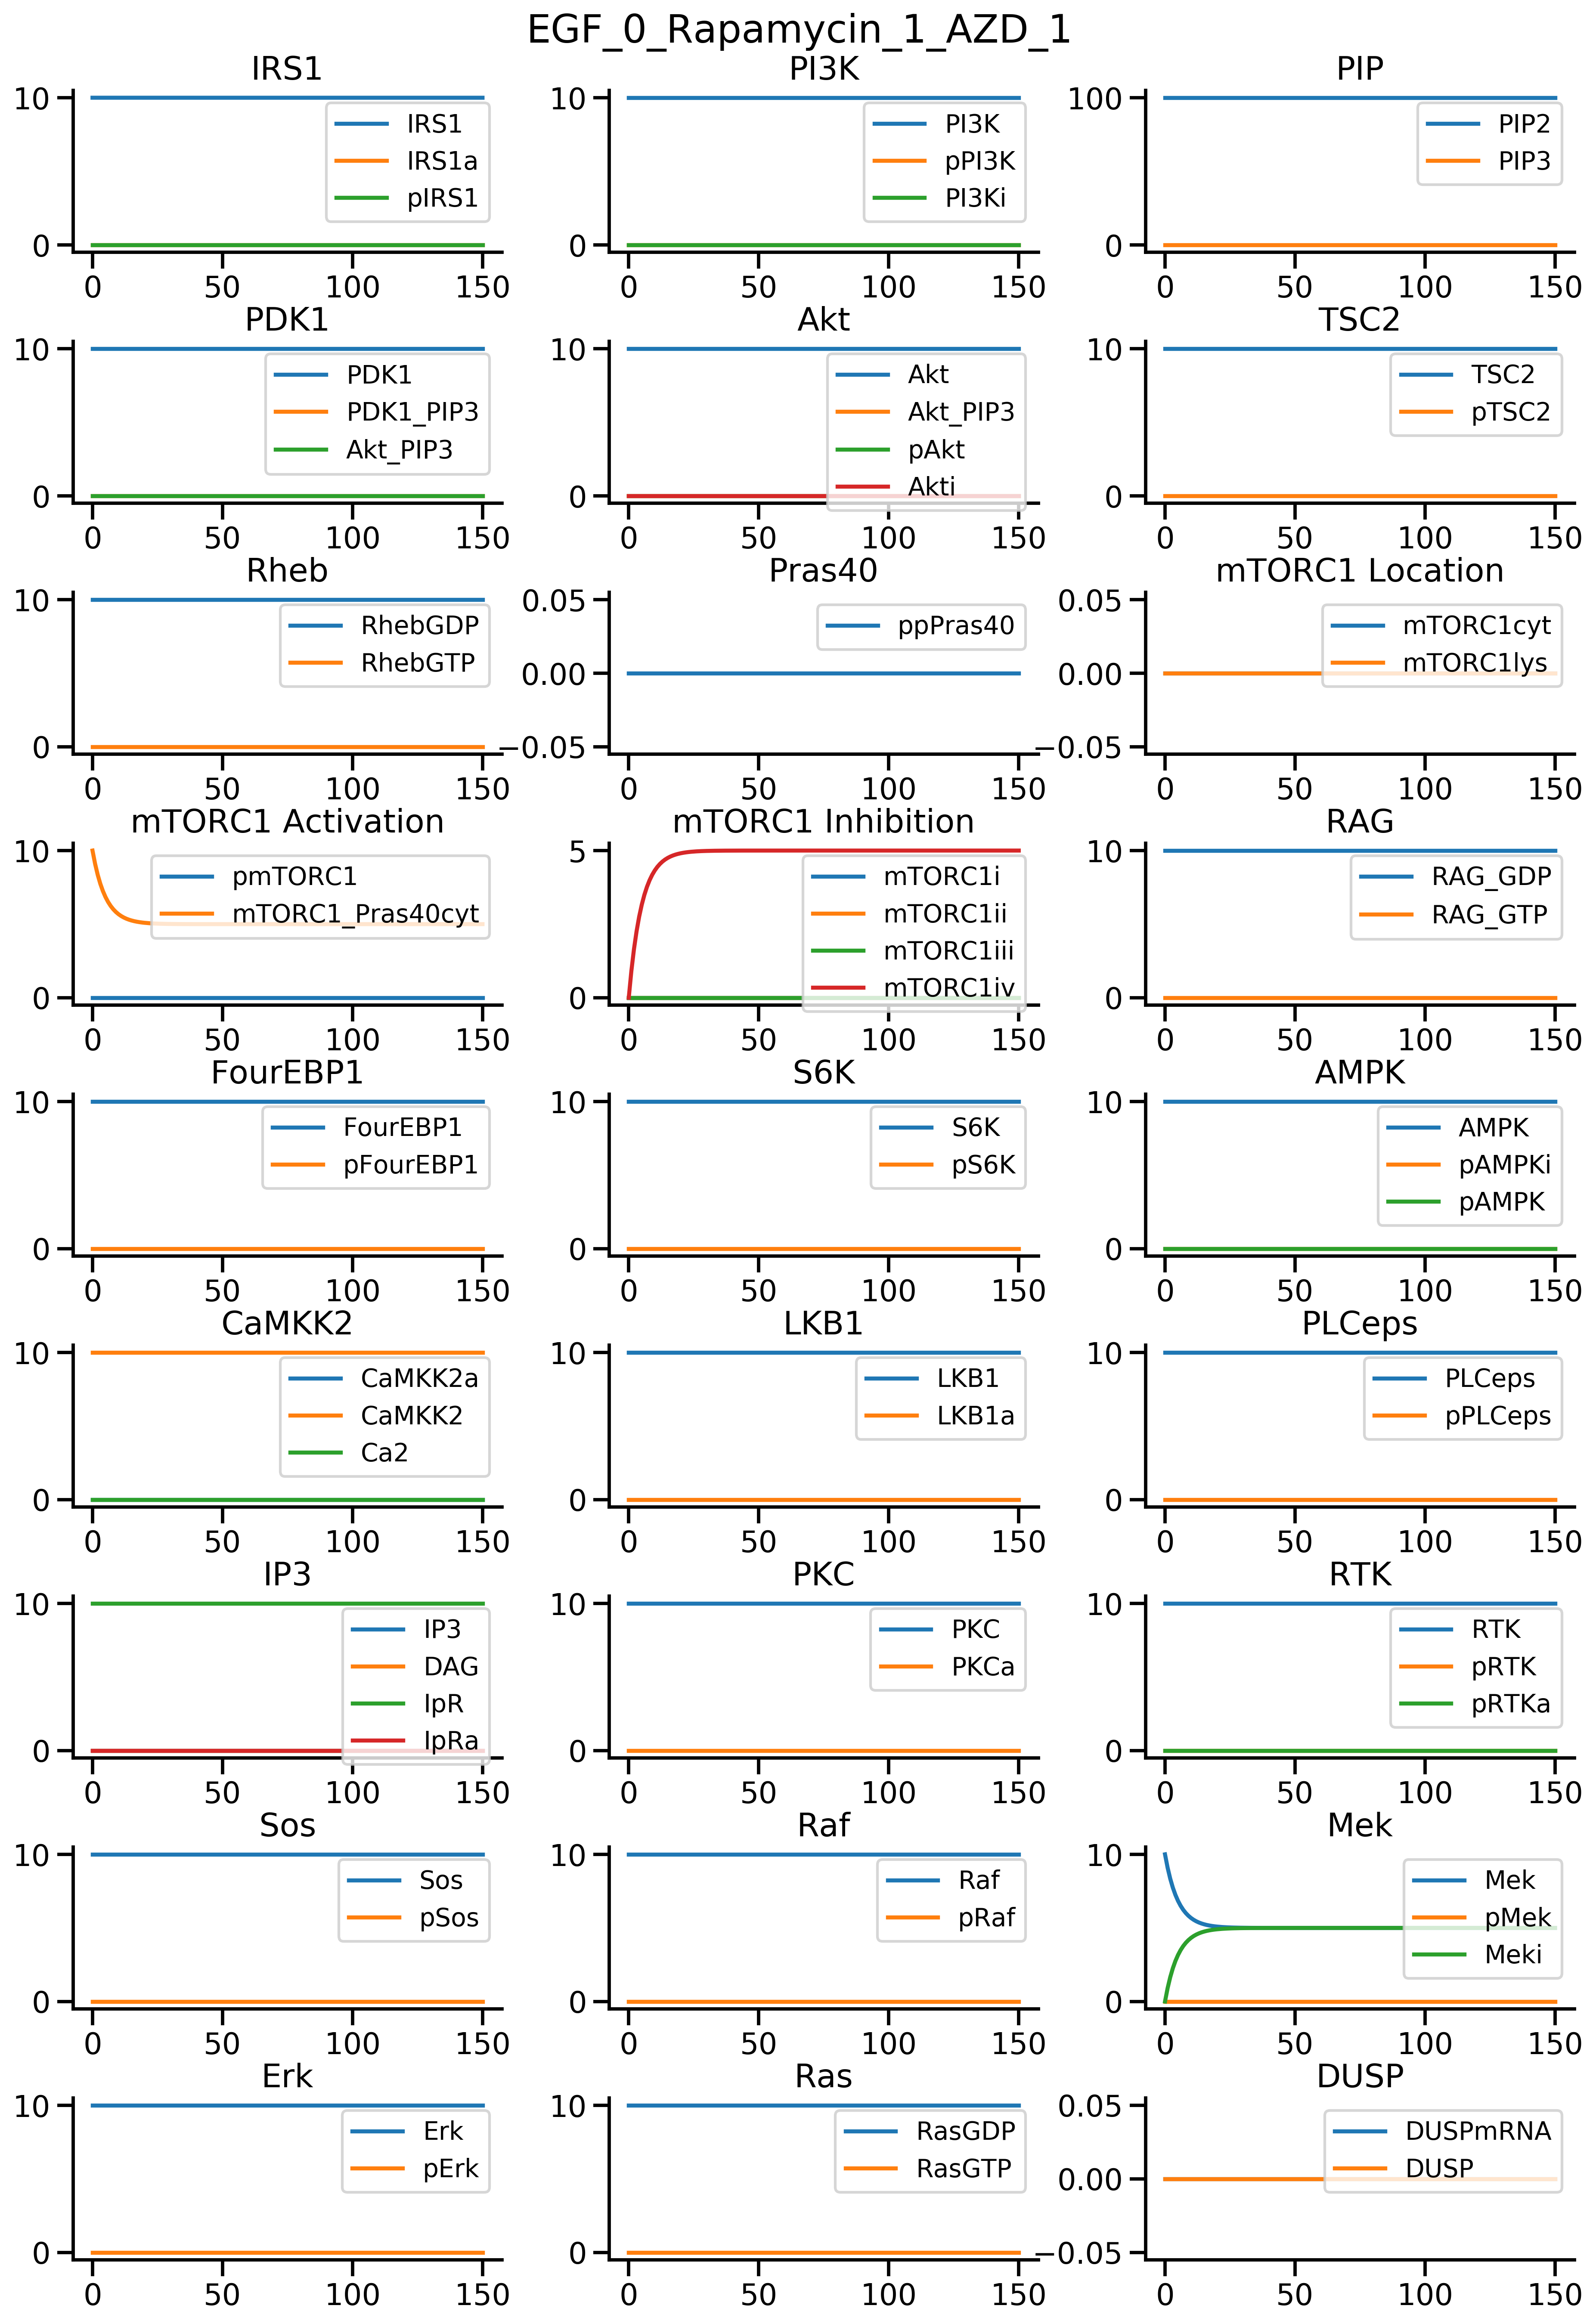 EGF_0_Rapamycin_1_AZD_1
IRS1
10
0
0 50 100 150
IRS1
IRS1a
pIRS1
PI3K
10
0
0 50 100 150
PI3K
pPI3K
PI3Ki
PIP
100
0
0 50 100 150
PIP2
PIP3
PDK1
10
0
0 50 100 150
PDK1
PDK1_PIP3
Akt_PIP3
Akt
10
0
0 50 100 150
Akt
Akt_PIP3
pAkt
Akti
TSC2
10
0
0 50 100 150
TSC2
pTSC2
Rheb
10
0
0 50 100 150
RhebGDP
RhebGTP
Pras40
0.05
0.00
−0.05
0 50 100 150
ppPras40
mTORC1 Location
0.05
0.00
−0.05
0 50 100 150
mTORC1cyt
mTORC1lys
mTORC1 Activation
10
0
0 50 100 150
pmTORC1
mTORC1_Pras40cyt
mTORC1 Inhibition
5
0
0 50 100 150
mTORC1i
mTORC1ii
mTORC1iii
mTORC1iv
RAG
10
0
0 50 100 150
RAG_GDP
RAG_GTP
FourEBP1
10
0
0 50 100 150
FourEBP1
pFourEBP1
S6K
10
0
0 50 100 150
S6K
pS6K
AMPK
10
0
0 50 100 150
AMPK
pAMPKi
pAMPK
CaMKK2
10
0
0 50 100 150
CaMKK2a
CaMKK2
Ca2
LKB1
10
0
0 50 100 150
LKB1
LKB1a
PLCeps
10
0
0 50 100 150
PLCeps
pPLCeps
IP3
10
0
0 50 100 150
IP3
DAG
IpR
IpRa
PKC
10
0
0 50 100 150
PKC
PKCa
RTK
10
0
0 50 100 150
RTK
pRTK
pRTKa
Sos
10
0
0 50 100 150
Sos
pSos
Raf
10
0
0 50 100 150
Raf
pRaf
Mek
10
0
0 50 100 150
Mek
pMek
Meki
Erk
10
0
0 50 100 150
Erk
pErk
Ras
10
0
0 50 100 150
RasGDP
RasGTP
DUSP
0.05
0.00
−0.05
0 50 100 150
DUSPmRNA
DUSP